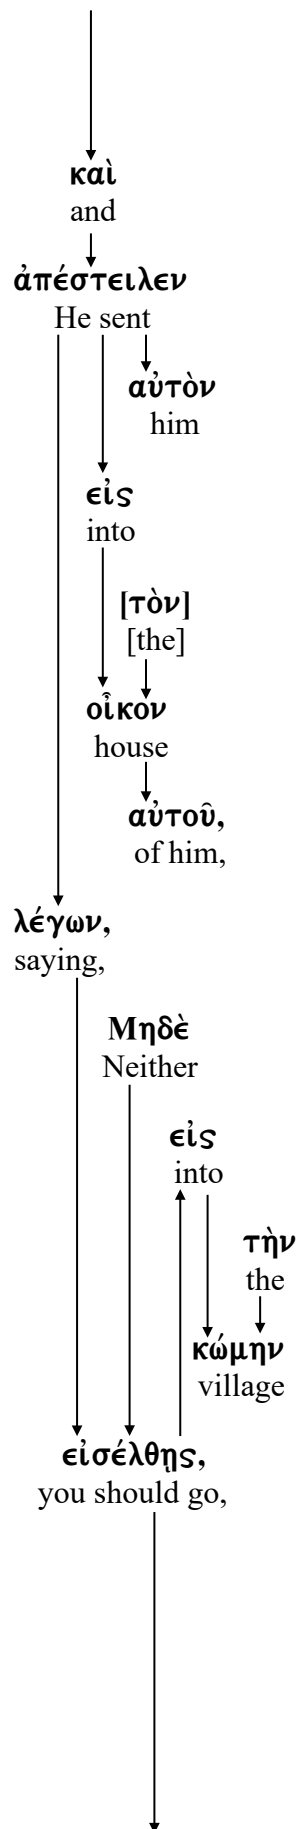 καὶ
and
ἀπέστειλεν
He sent
αὐτὸν
him
εἰς
into
[τὸν]
[the]
οἶκον
house
αὐτοῦ,
of him,
λέγων,
saying,
Μηδὲ
Neither
εἰς
into
τὴν
the
κώμην
village
εἰσέλθῃς,
you should go,